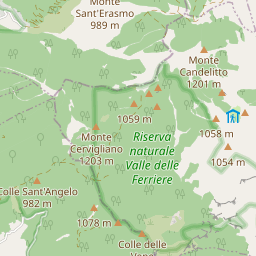 Monte
Sant'Erasmo
989 m
Monte
Candelitto
1201 m
1059 m
Riserva
naturale
Valle delle
Ferriere
1058 m
1054 m
Monte
Cervigliano
1203 m
Colle Sant'Angelo
982 m
1078 m
Colle delle